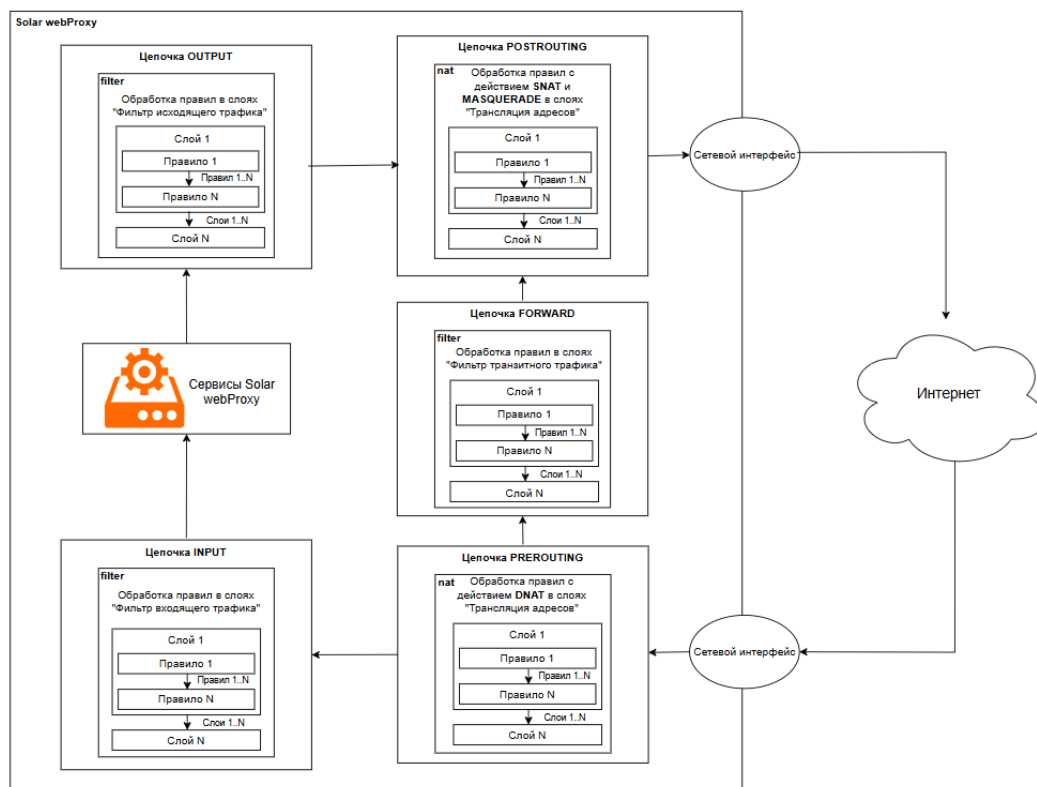 Solar webProxy
Цепочка OUTPUT
filter
Обработка правил в слоях
"Фильтр исходящего трафика"
Слой 1
Правило 1
Правил 1..N
Правило N
Слои 1..N
Слой N
Цепочка POSTROUTING
nat
Обработка правил с
действием SNAT и
MASQUERADE в слоях
"Трансляция адресов"
Слой 1
Правило 1
Правил 1..N
Правило N
Слои 1..N
Слой N
Сетевой интерфейс
Сервисы Solar
webProxy
Цепочка FORWARD
filter
Обработка правил в слоях
"Фильтр транзитного трафика"
Слой 1
Правило 1
Правил 1..N
Правило N
Слои 1..N
Слой N
Интернет
Цепочка INPUT
filter
Обработка правил в слоях
"Фильтр входящего трафика"
Слой 1
Правило 1
Правил 1..N
Правило N
Слои 1..N
Слой N
Цепочка PREROUTING
nat
Обработка правил с
действием DNAT в слоях
"Трансляция адресов"
Слой 1
Правило 1
Правил 1..N
Правило N
Слои 1..N
Слой N
Сетевой интерфейс